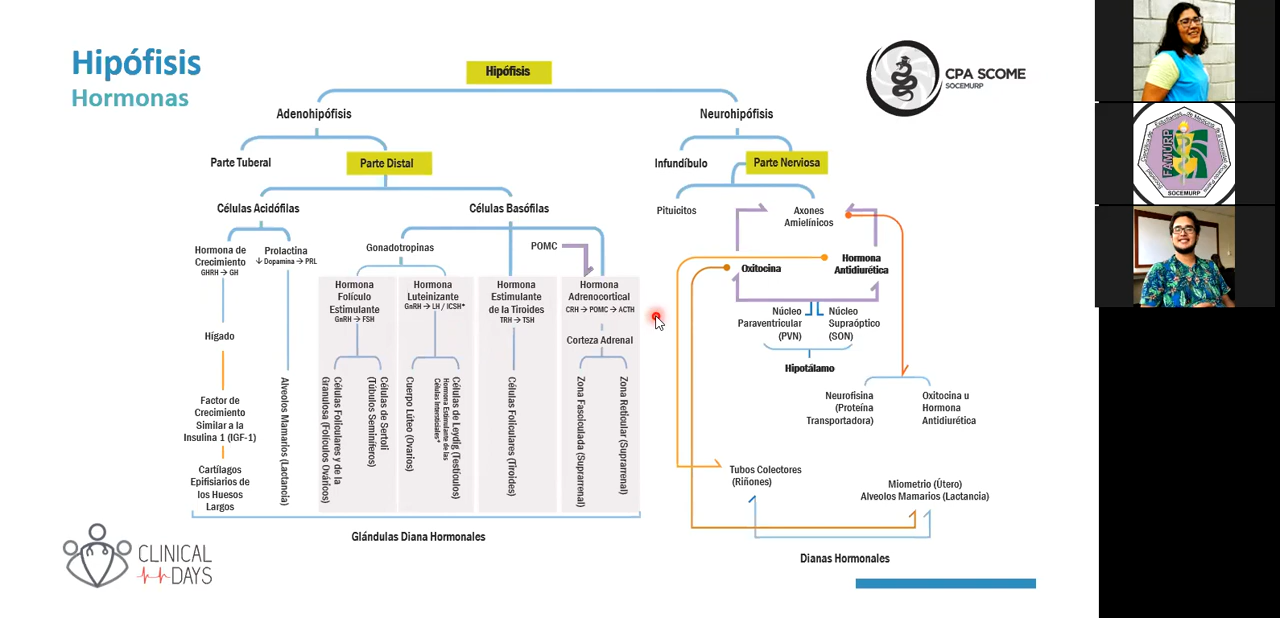 Hipófisis
Hormonas
Hipófisis
CPA SCOME
SOCEMURP
Adenohipófisis
Neurohipófisis
Parte Tuberal
Parte Distal
Infundíbulo
Parte Nerviosa
Células Acidófilas
Células Basófilas
Pituicitos
Axones
Amielínicos
Hormona de
Crecimiento
GHRH → GH
Prolactina
↓ Dopamina → PRL
Gonadotropinas
POMC
Oxitocina
Hormona
Antidiurética
Hormona
Folículo
Estimulante
GnRH → FSH
Hormona
Luteinizante
GnRH → LH / ICSH*
Hormona
Estimulante
de la Tiroides
TRH → TSH
Hormona
Adrenocortical
CRH → POMC → ACTH
Corteza Adrenal
Núcleo
Paraventricular
(PVN)
Núcleo
Supraóptico
(SON)
Hipotálamo
Hígado
Factor de
Crecimiento
Similar a la
Insulina 1 (IGF-1)
Cartílagos
Epifisiarios de
los Huesos
Largos
Alveolos Mamarios (Lactancia)
Células Foliculares y de la
Granulosa (Folículos Ováricos)
Células de Sertoli
(Túbulos Seminíferos)
Cuerpo Lúteo (Ovarios)
Células de Leydig (Testículos)
Hormona Estimulante de las
Células Intersticiales*
Células Foliculares (Tiroides)
Zona Fasciculada (Suprarrenal)
Zona Reticular (Suprarrenal)
Neurofisina
(Proteína
Transportadora)
Oxitocina u
Hormona
Antidiurética
Tubos Colectores
(Riñones)
Miometrio (Útero)
Alveolos Mamarios (Lactancia)
Glándulas Diana Hormonales
Dianas Hormonales
CLINICAL
DAYS
FAMURP
SOCEMURP